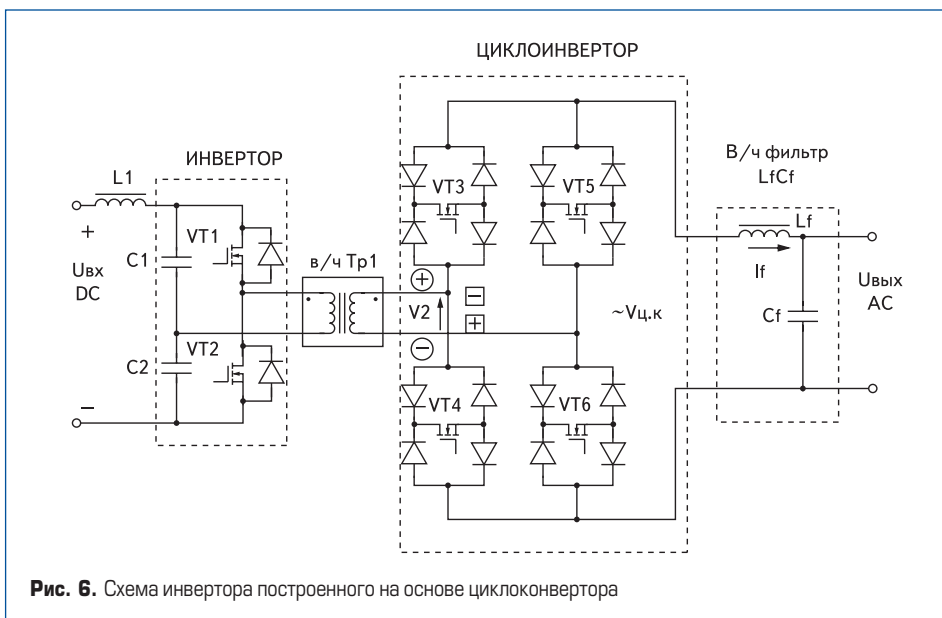 ЦИКЛОИНВЕРТОР
ИНВЕРТОР
В/ч фильтр
LfCf
L1
VT3
VT5
Lf
+
VT1
C1
в/ч Тр1
If
Uвх
DC
+
−
V2
+
−
~Vц.к
Cf
Uвых
AC
VT2
C2
VT4
VT6
−
Рис. 6. Схема инвертора построенного на основе циклоконвертора